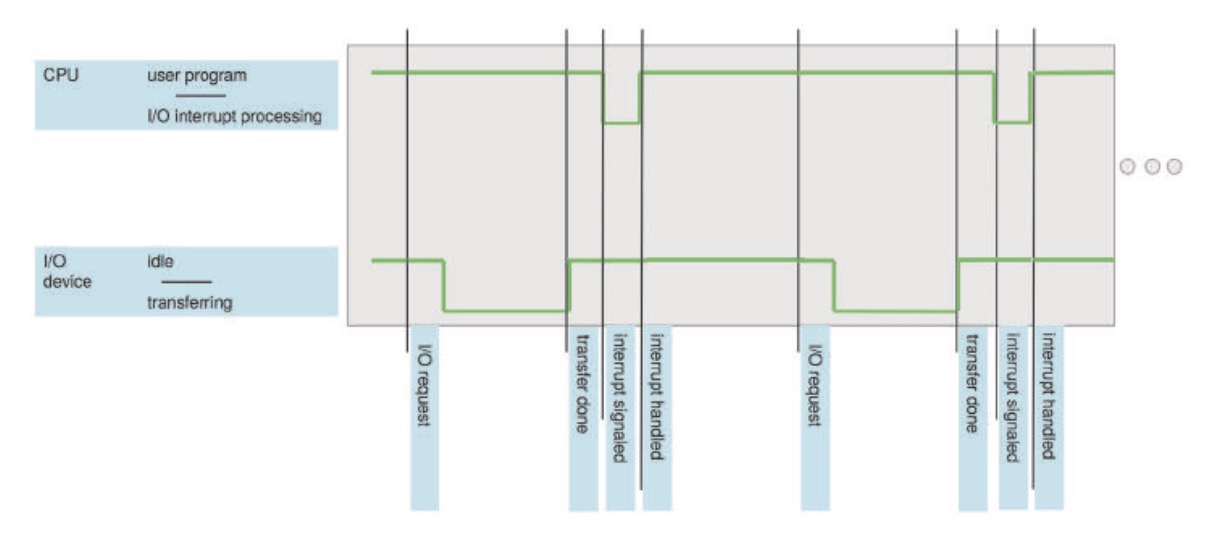 CPU
user program
I/O interrupt processing
I/O
device
idle
transferring
I/O request
transfer done
interrupt signaled
interrupt handled
I/O request
transfer done
interrupt signaled
interrupt handled